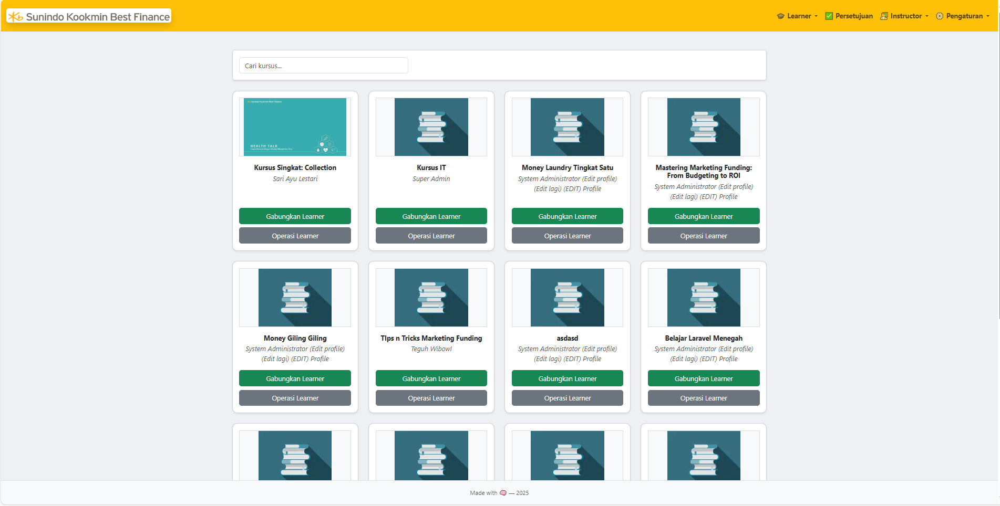 Sunindo Kookmin Best Finance
Learner
Persetujuan
Instructor
Pengaturan
Cari kursus...
Sunindo Kookmin Best Finance
HEALTH TALK
Kursus Singkat: Collection
Sari Ayu Lestari
Gabungkan Learner
Operasi Learner
Kursus IT
Super Admin
Gabungkan Learner
Operasi Learner
Money Laundry Tingkat Satu
System Administrator (Edit profile)
(Edit lagi) (EDIT) Profile
Gabungkan Learner
Operasi Learner
Mastering Marketing Funding:
From Budgeting to ROI
System Administrator (Edit profile)
(Edit lagi) (EDIT) Profile
Gabungkan Learner
Operasi Learner
Money Giling Giling
System Administrator (Edit profile)
(Edit lagi) (EDIT) Profile
Gabungkan Learner
Operasi Learner
TIps n Tricks Marketing Funding
Teguh WibowI
Gabungkan Learner
Operasi Learner
asdasd
System Administrator (Edit profile)
(Edit lagi) (EDIT) Profile
Gabungkan Learner
Operasi Learner
Belajar Laravel Menegah
System Administrator (Edit profile)
(Edit lagi) (EDIT) Profile
Gabungkan Learner
Operasi Learner
Made with 🧠 — 2025